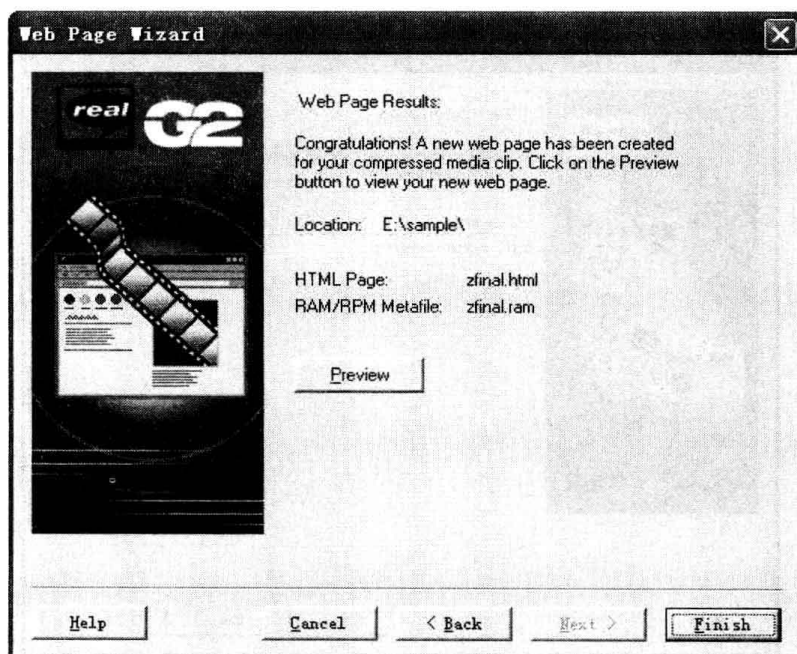 Web Page Wizard
real G2
Web Page Results:
Congratulations! A new web page has been created
for your compressed media clip. Click on the Preview
button to view your new web page.
Location: E:\sample\
HTML Page: zfinal.html
RAM/RPM Metafile: zfinal.ram
Preview
Help Cancel < Back Next > Finish